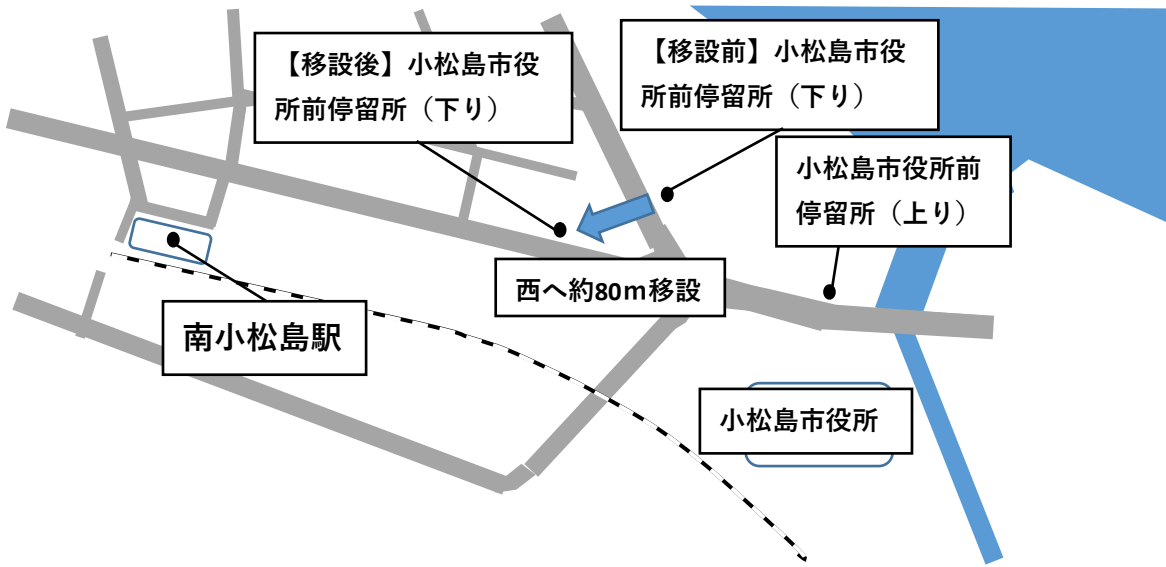 【移設後】小松島市役
所前停留所（下り）
【移設前】小松島市役
所前停留所（下り）
小松島市役所前
停留所（上り）
西へ約80ｍ移設
南小松島駅
小松島市役所